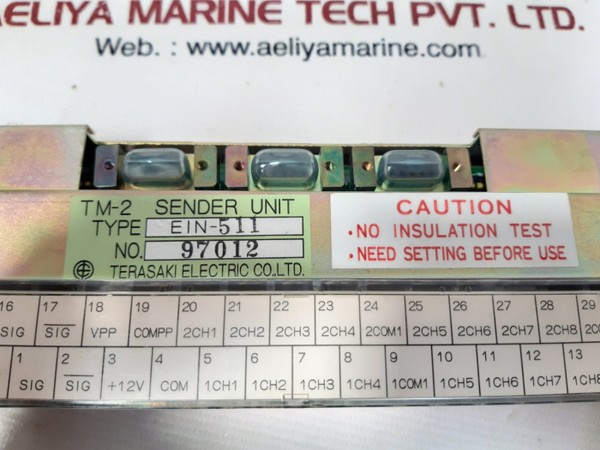 AELIYA MARINE TECH PVT. LTD.
Web. : www.aeliyamarine.com
TM-2 SENDER UNIT
TYPE EIN-511
NO. 97012
TERASAKI ELECTRIC CO.,LTD.
CAUTION
•NO INSULATION TEST
•NEED SETTING BEFORE USE
16 17 18 19 20 21 22 23 24 25 26 27 28 29
SIG SIG VPP COMPP 2CH1 2CH2 2CH3 2CH4 2COM1 2CH5 2CH6 2CH7 2CH8
1 2 3 4 5 6 7 8 9 10 11 12 13
SIG SIG +12V COM 1CH1 1CH2 1CH3 1CH4 1COM1 1CH5 1CH6 1CH7 1CH8